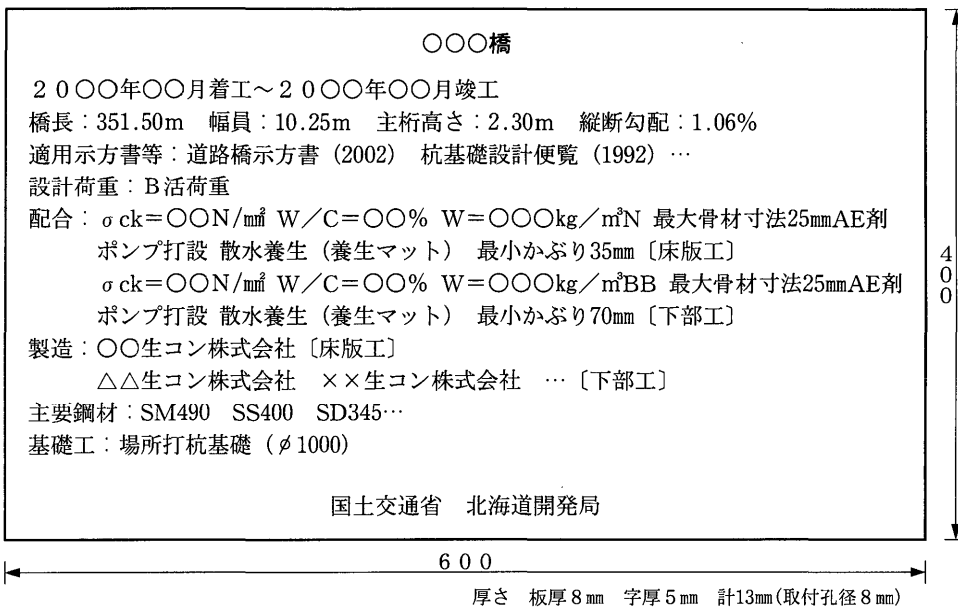 ○○○橋
２０○○年○○月着工～２０○○年○○月竣工
橋長：351.50m 幅員：10.25m 主桁高さ：2.30m 縦断勾配：1.06%
適用示方書等：道路橋示方書（2002） 杭基礎設計便覧（1992）…
設計荷重：Ｂ活荷重
配合：σck＝○○N/㎟ W／C＝○○% W＝○○○kg／㎥N 最大骨材寸法25㎜AE剤
ポンプ打設 散水養生（養生マット） 最小かぶり35㎜〔床版工〕
σck＝○○N/㎟ W／C＝○○% W＝○○○kg／㎥BB 最大骨材寸法25㎜AE剤
ポンプ打設 散水養生（養生マット） 最小かぶり70㎜〔下部工〕
製造：○○生コン株式会社〔床版工〕
△△生コン株式会社 ××生コン株式会社 …〔下部工〕
主要鋼材：SM490 SS400 SD345…
基礎工：場所打杭基礎（φ1000）
国土交通省 北海道開発局
400
600
厚さ 板厚８㎜ 字厚５㎜ 計13㎜(取付孔径８㎜)